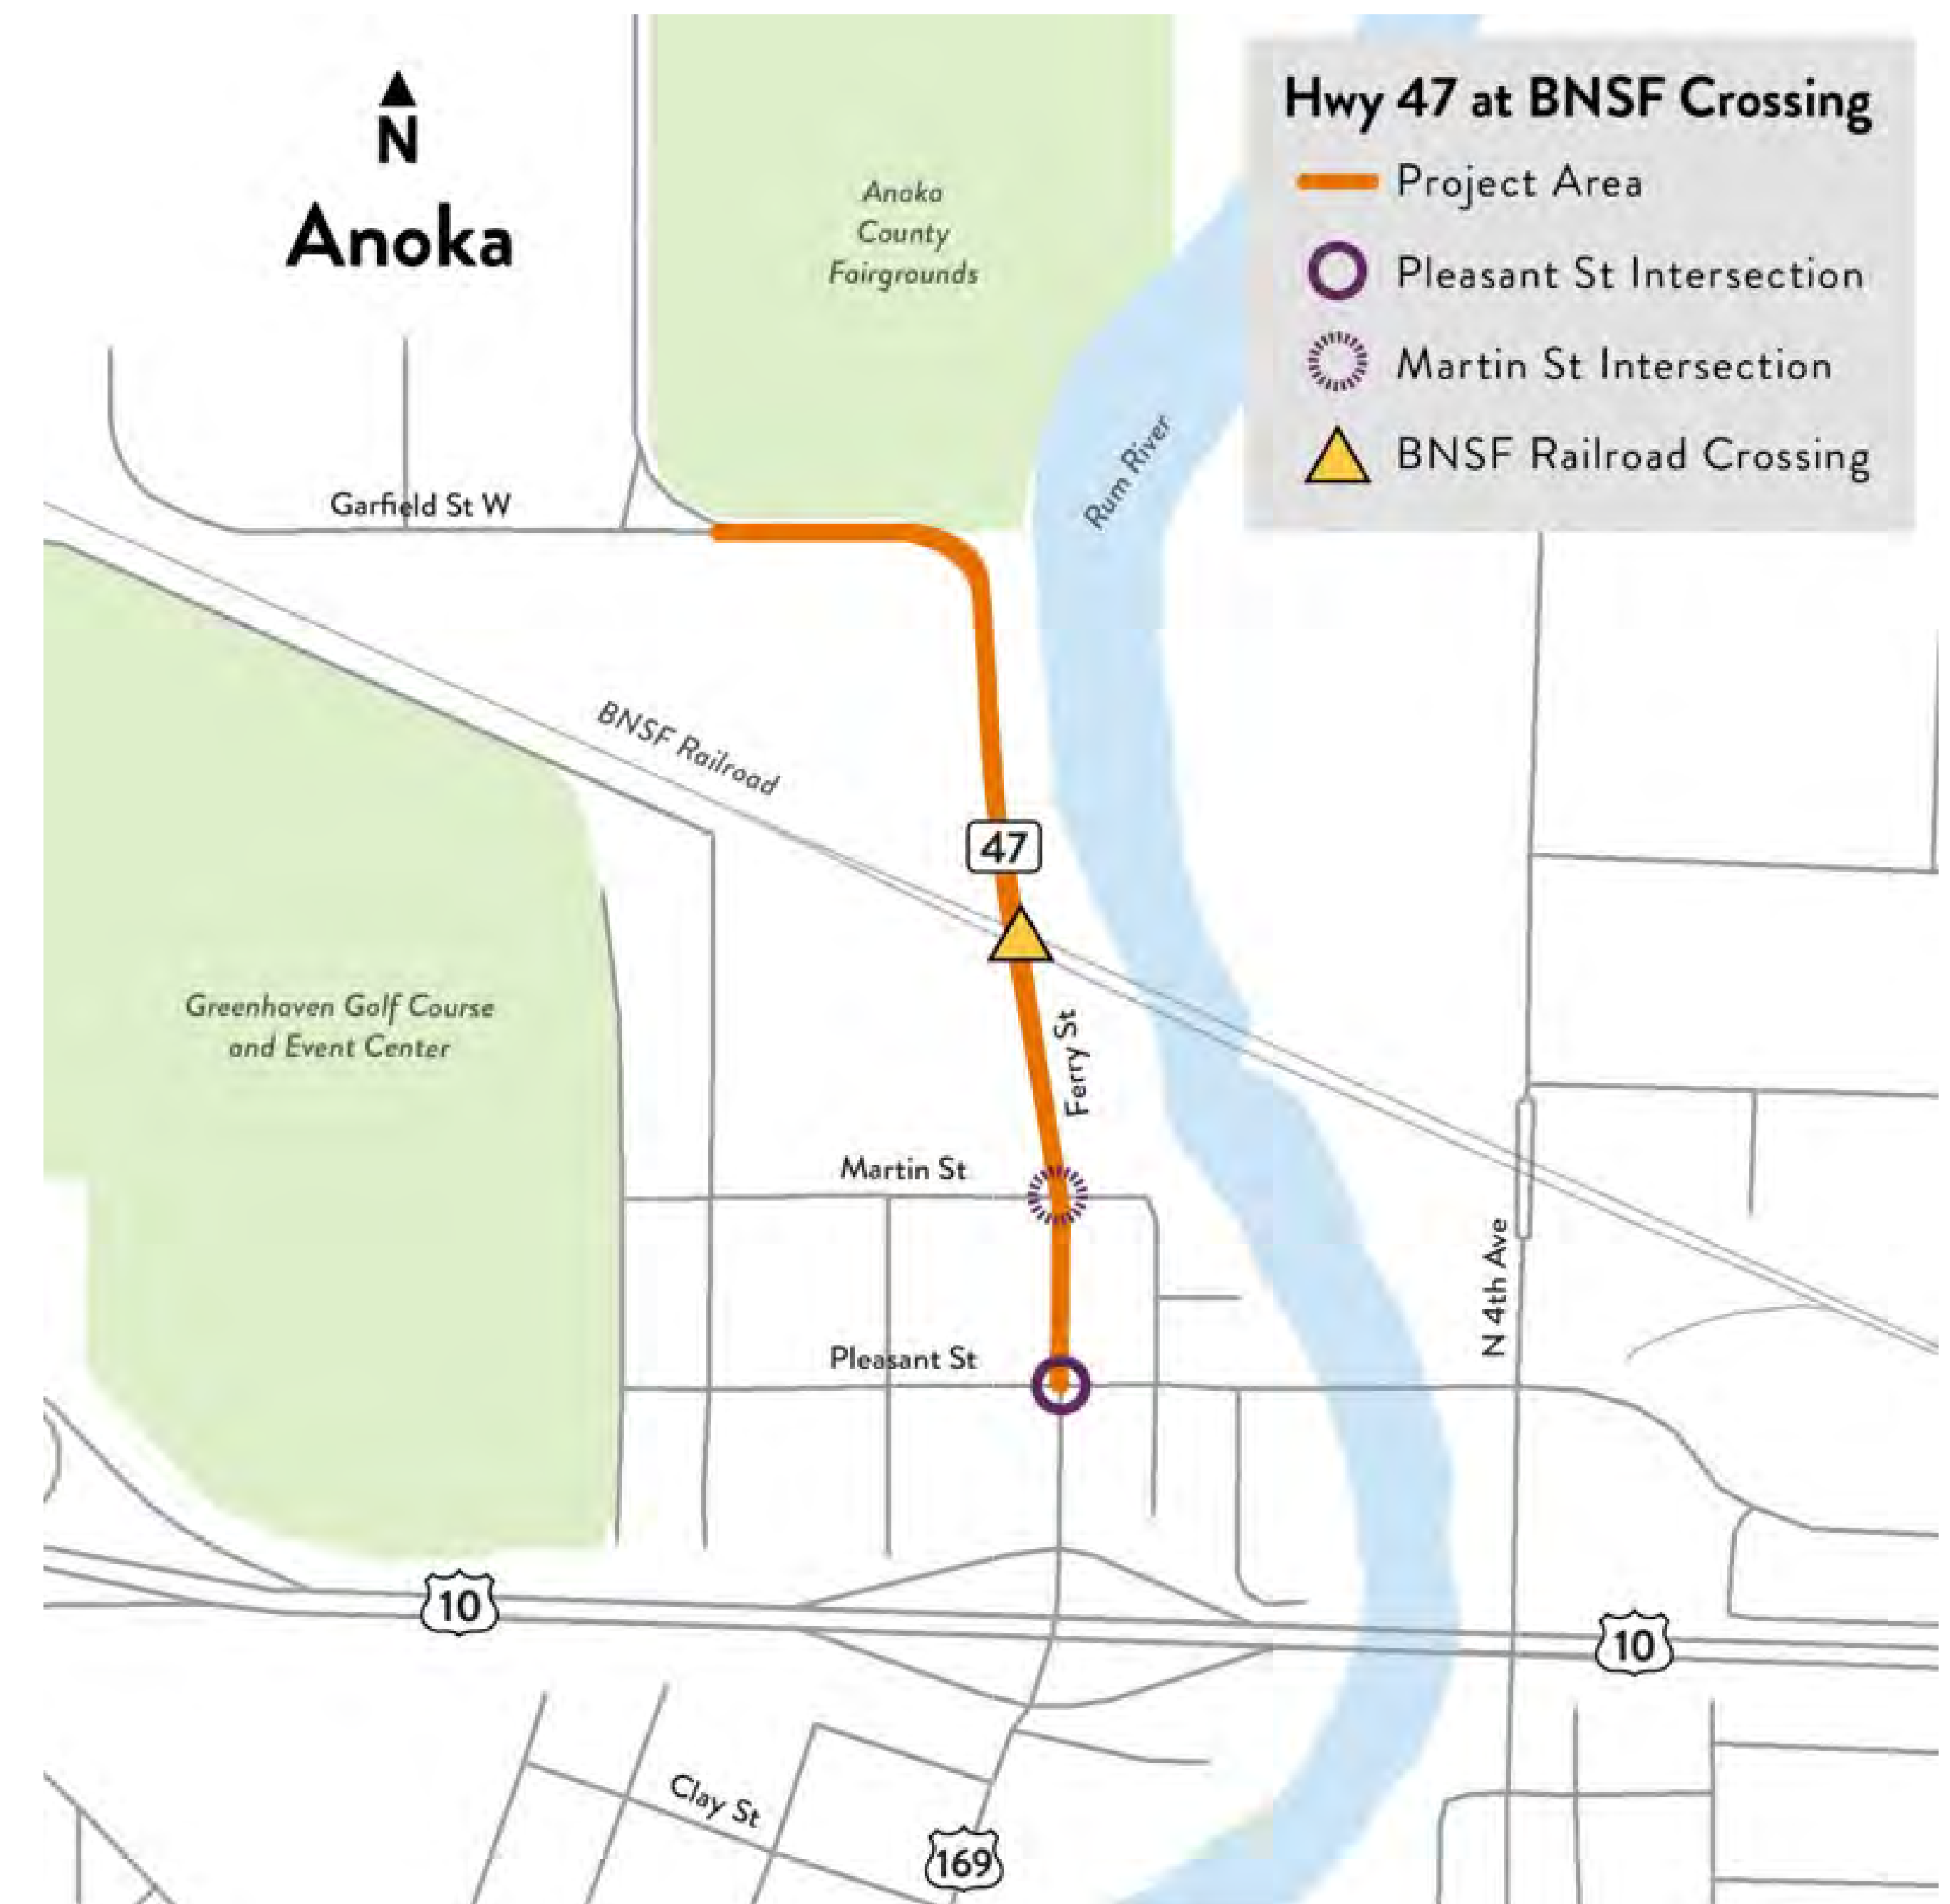 N
Anoka
Anoka
County
Fairgrounds
Hwy 47 at BNSF Crossing
Project Area
Pleasant St Intersection
Martin St Intersection
BNSF Railroad Crossing
Rum River
Garfield St W
BNSF Railroad
47
Greenhaven Golf Course
and Event Center
Ferry St
Martin St
N 4th Ave
Pleasant St
10
10
Clay St
169